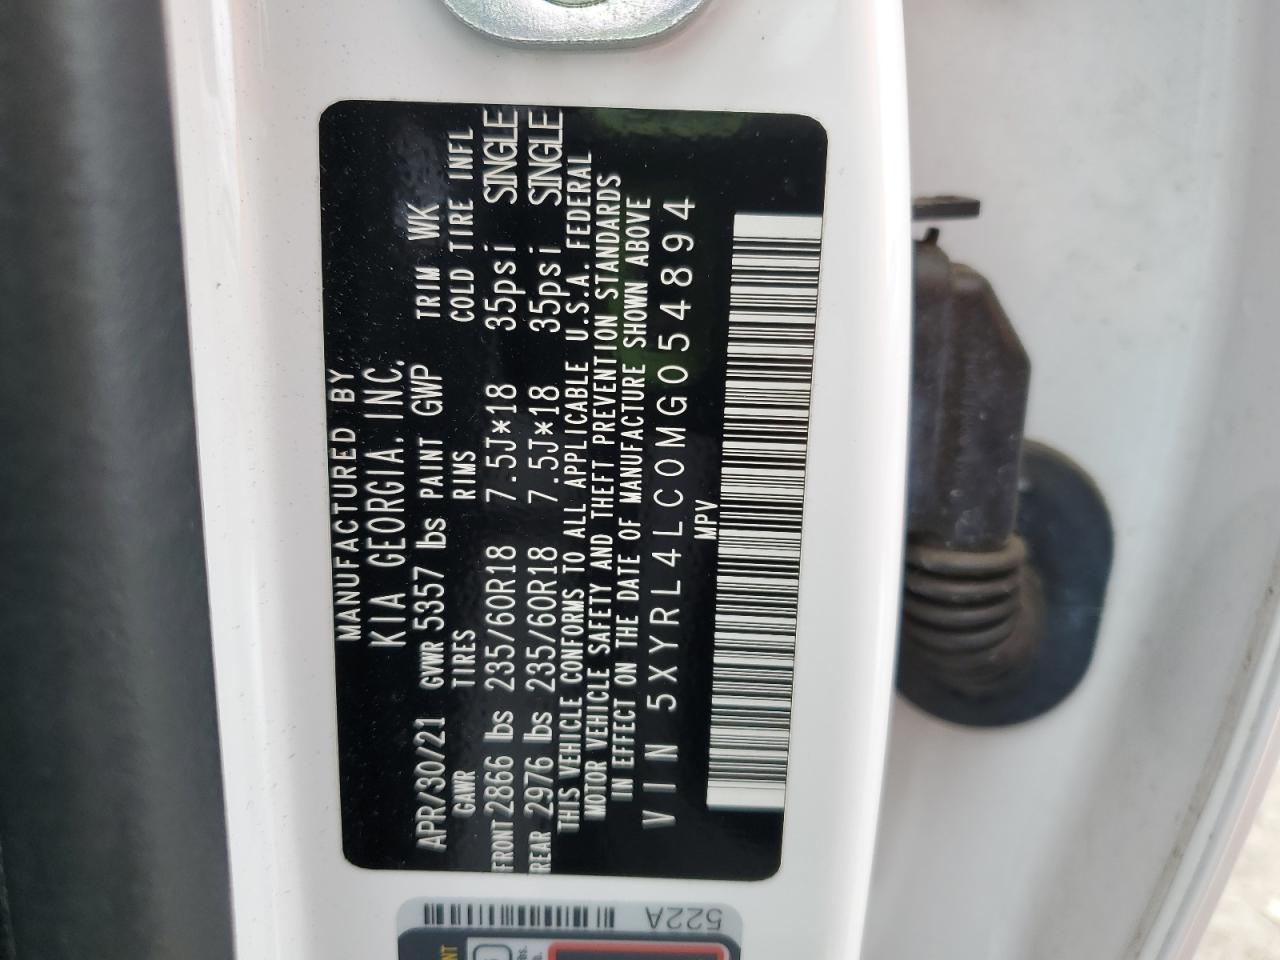 MANUFACTURED BY
KIA GEORGIA. INC.
APR/30/21 GVWR 5357 lbs PAINT GWP TRIM WK
GAWR TIRES RIMS COLD TIRE INFL
FRONT 2866 lbs 235/60R18 7.5J*18 35psi SINGLE
REAR 2976 lbs 235/60R18 7.5J*18 35psi SINGLE
THIS VEHICLE CONFORMS TO ALL APPLICABLE U.S.A. FEDERAL
MOTOR VEHICLE SAFETY AND THEFT PREVENTION STANDARDS
IN EFFECT ON THE DATE OF MANUFACTURE SHOWN ABOVE
VIN 5XYRL4LC0MG054894
MPV
522A